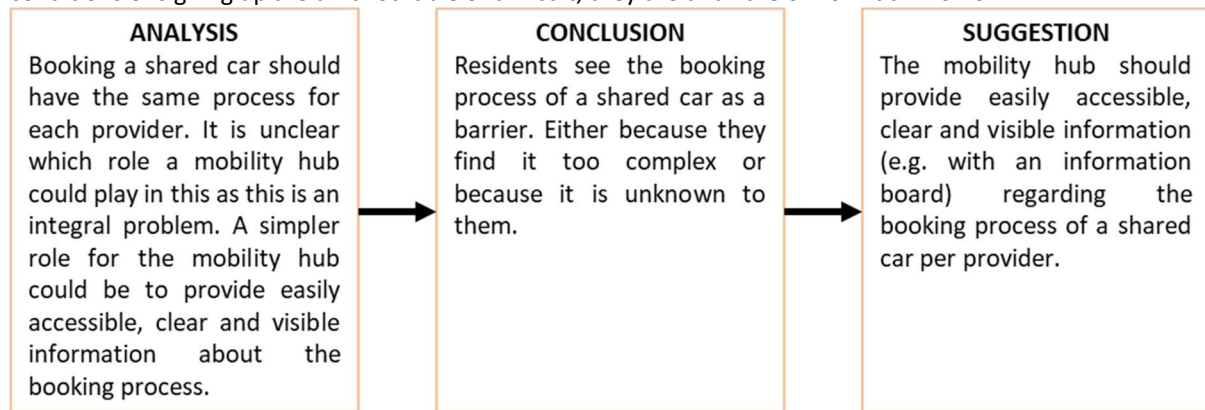 ANALYSIS
Booking a shared car should
have the same process for
each provider. It is unclear
which role a mobility hub
could play in this as this is an
integral problem. A simpler
role for the mobility hub
could be to provide easily
accessible, clear and visible
information about the
booking process.
CONCLUSION
Residents see the booking
process of a shared car as a
barrier. Either because they
find it too complex or
because it is unknown to
them.
SUGGESTION
The mobility hub should
provide easily accessible,
clear and visible information
(e.g. with an information
board) regarding the
booking process of a shared
car per provider.